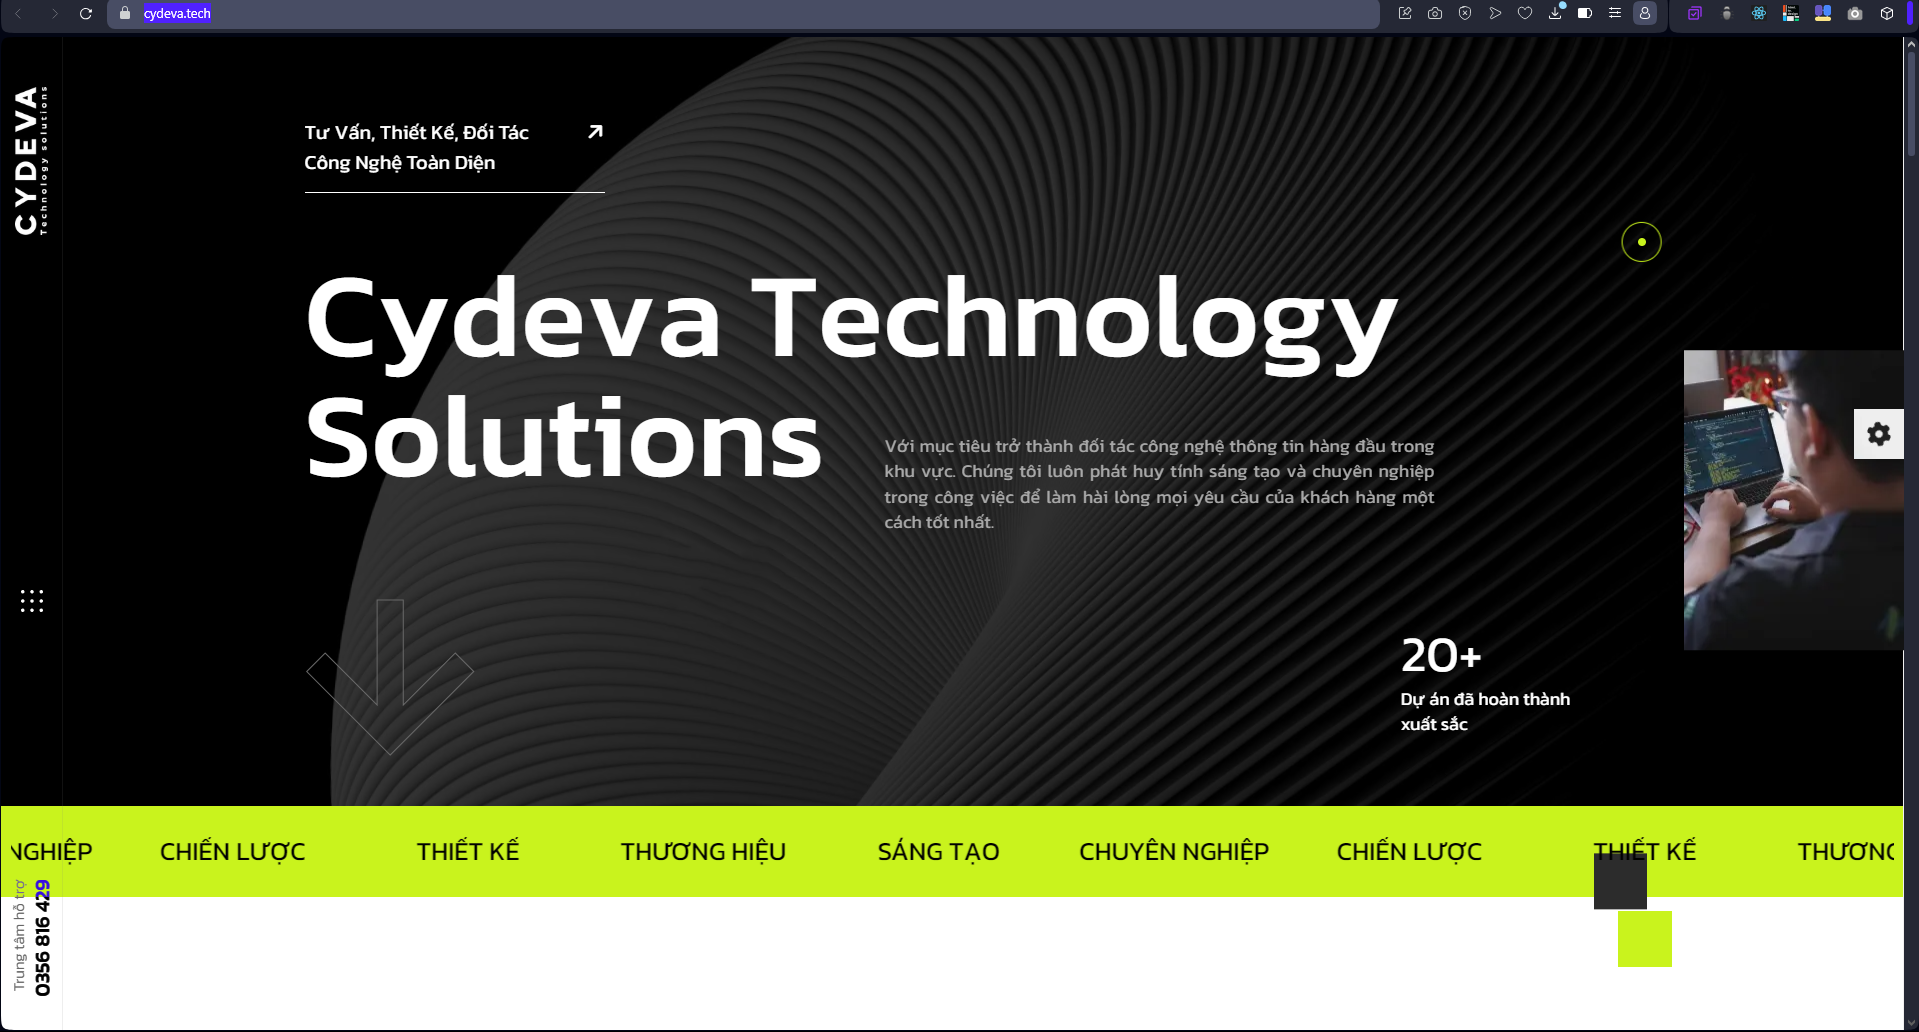 cydeva.tech
CYDEVA
Technology solutions
Tư Vấn, Thiết Kế, Đối Tác
Công Nghệ Toàn Diện
Cydeva Technology
Solutions
Với mục tiêu trở thành đối tác công nghệ thông tin hàng đầu trong
khu vực. Chúng tôi luôn phát huy tính sáng tạo và chuyên nghiệp
trong công việc để làm hài lòng mọi yêu cầu của khách hàng một
cách tốt nhất.
20+
Dự án đã hoàn thành
xuất sắc
NGHIỆP CHIẾN LƯỢC THIẾT KẾ THƯƠNG HIỆU SÁNG TẠO CHUYÊN NGHIỆP CHIẾN LƯỢC THIẾT KẾ THƯƠNG
Trung tâm hỗ trợ
0356 816 429